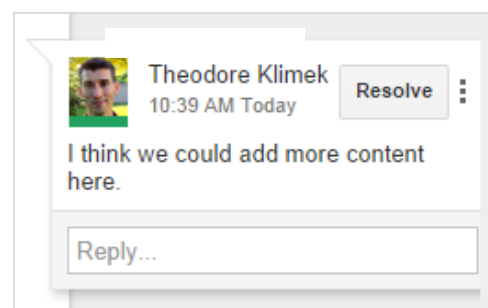 Theodore Klimek
Resolve
10:39 AM Today
I think we could add more content
here.
Reply...